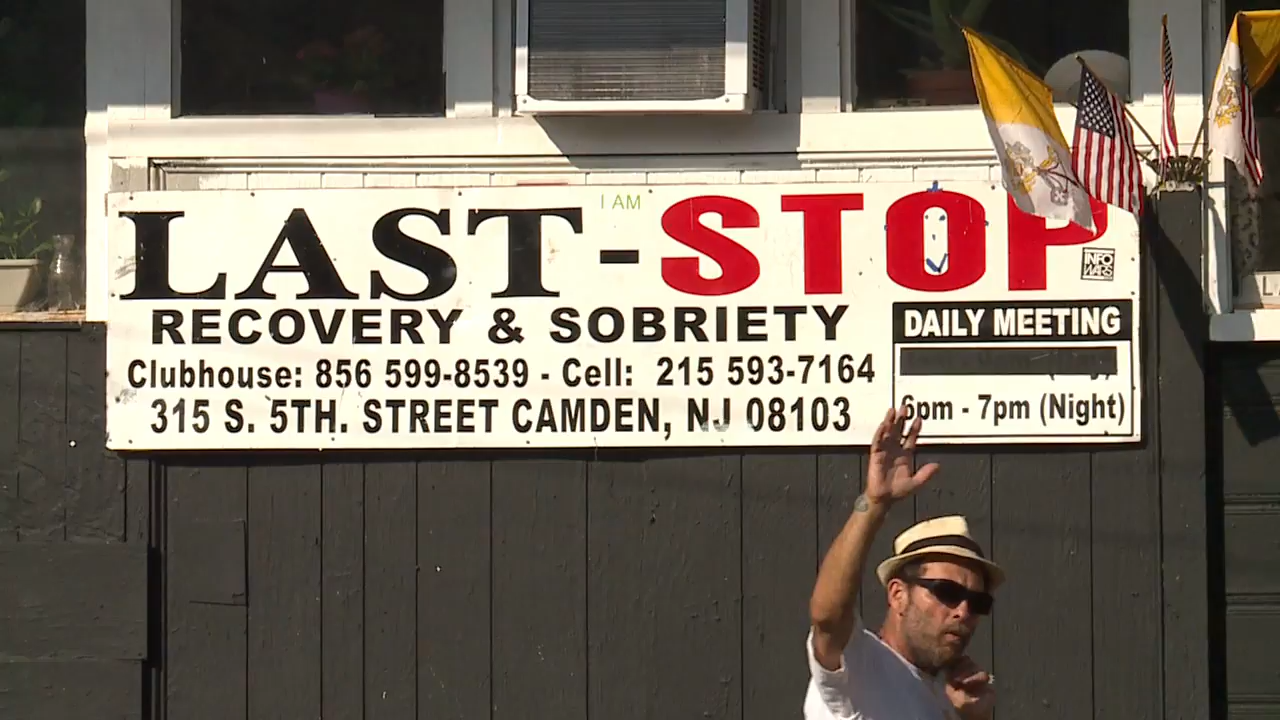 I AM
LAST-STOP
INFO
WARS
RECOVERY & SOBRIETY
DAILY MEETING
Clubhouse: 856 599-8539 - Cell: 215 593-7164
6pm - 7pm (Night)
315 S. 5TH. STREET CAMDEN, NJ 08103